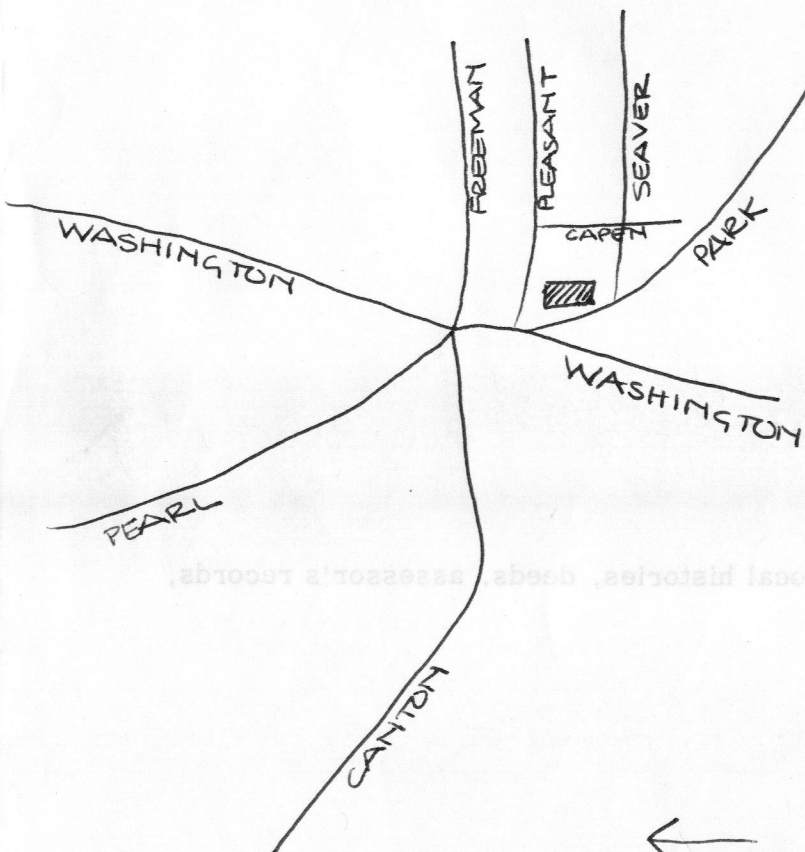 FREEMAN
PLEASANT
SEAVER
CAPEN
PARK
WASHINGTON
WASHINGTON
PEARL
ocal histories, deeds, assessor's records,
CANTON